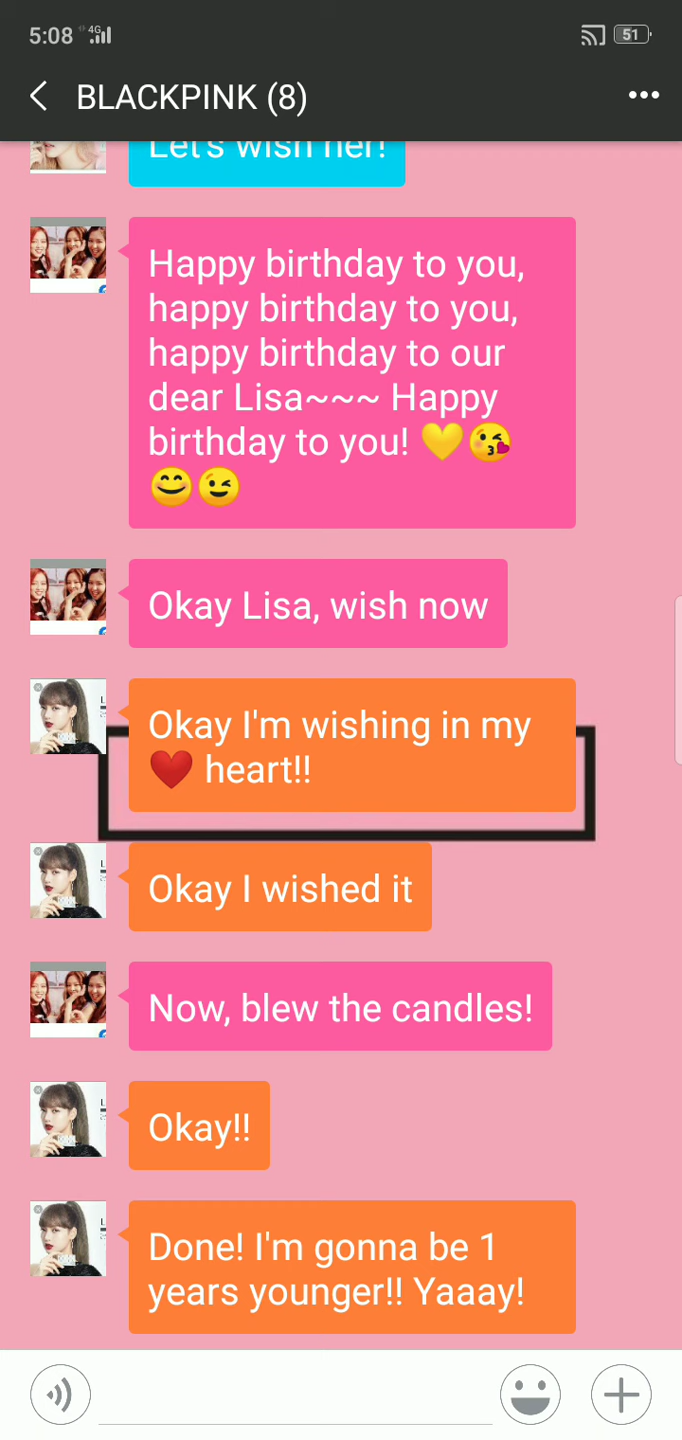 5:08 4G 51
BLACKPINK (8)
Let's wish her!
Happy birthday to you,
happy birthday to you,
happy birthday to our
dear Lisa~~~ Happy
birthday to you! 💛😘
😄😉
Okay Lisa, wish now
Okay I'm wishing in my
❤️ heart!!
Okay I wished it
Now, blew the candles!
Okay!!
Done! I'm gonna be 1
years younger!! Yaaay!